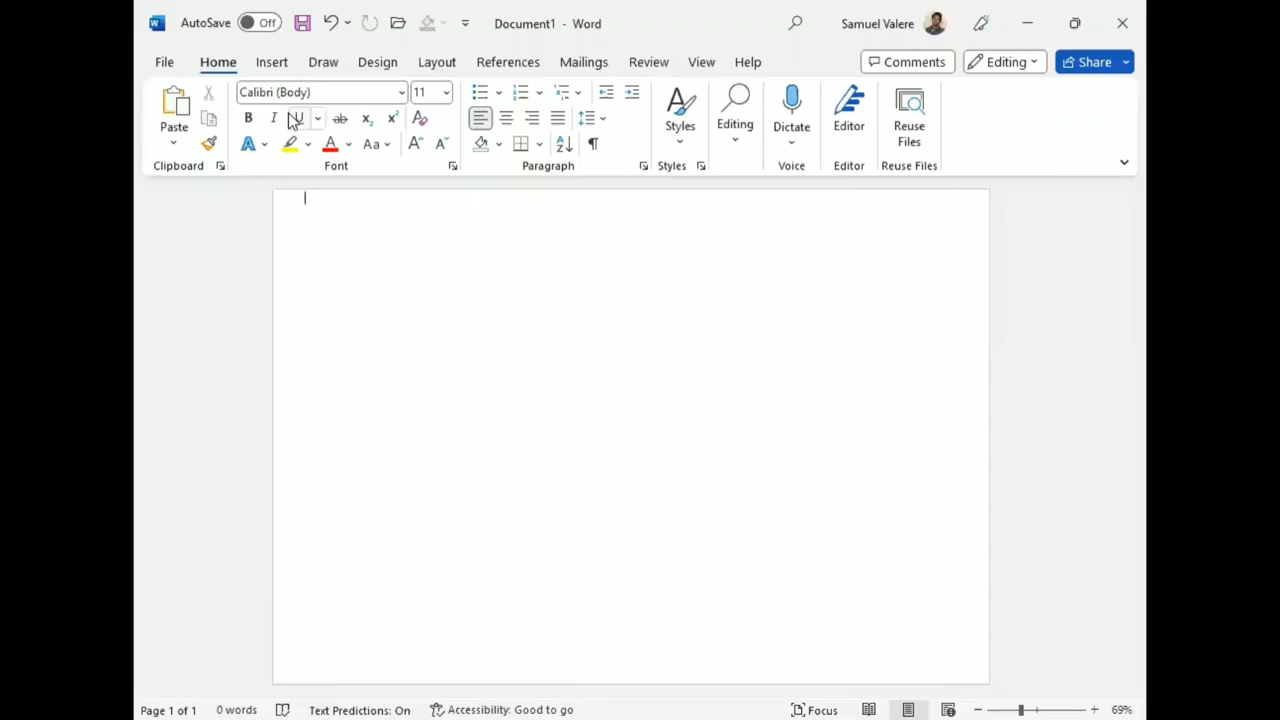 AutoSave Off Document1 - Word Samuel Valere
File Home Insert Draw Design Layout References Mailings Review View Help Comments Editing Share
Calibri (Body) 11
B I U ab x₂ x² A
A A Aa A A A Z ¶
Paste Styles Editing Dictate Editor Reuse Files
Clipboard Font Paragraph Styles Voice Editor Reuse Files
Page 1 of 1 0 words Text Predictions: On Accessibility: Good to go Focus 69%